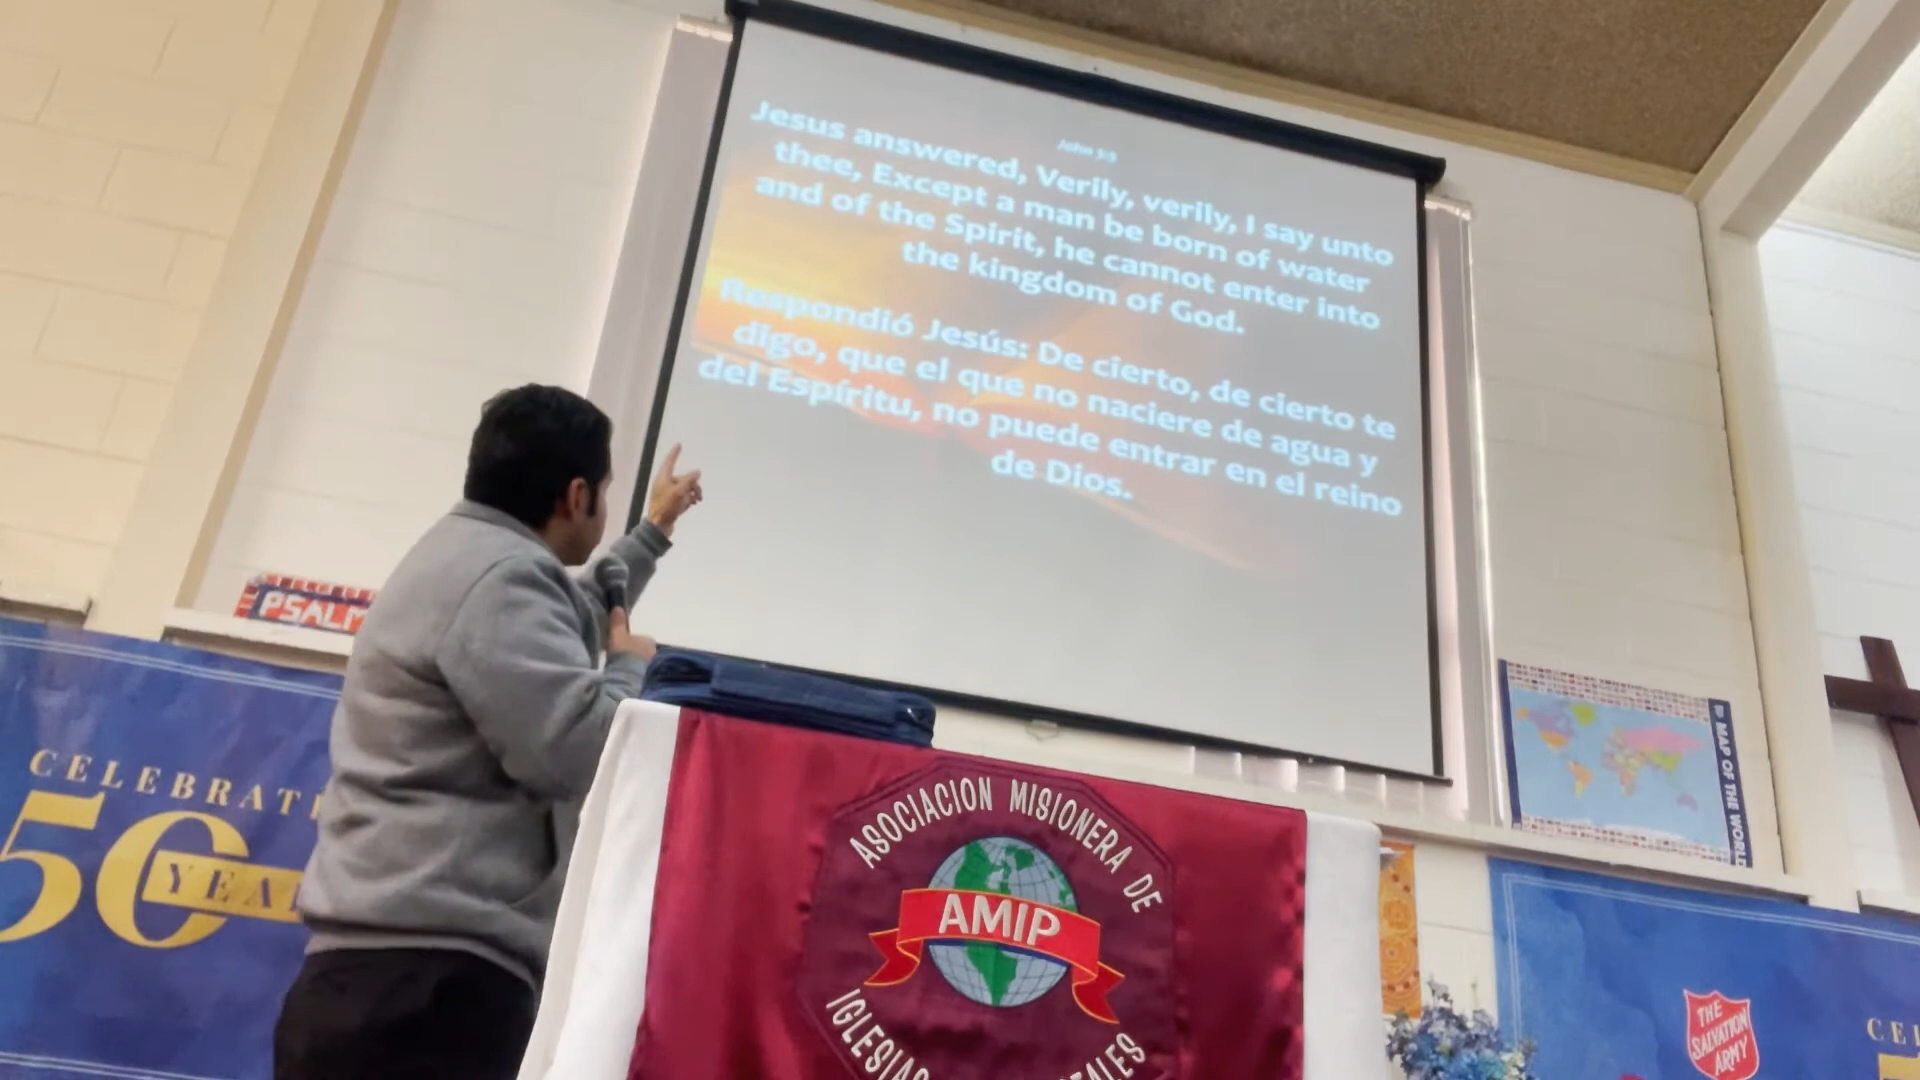 John 3:5
Jesus answered, Verily, verily, I say unto
thee, Except a man be born of water
and of the Spirit, he cannot enter into
the kingdom of God.
Respondió Jesús: De cierto, de cierto te
digo, que el que no naciere de agua y
del Espíritu, no puede entrar en el reino
de Dios.
PSALM
MAP OF THE WORLD
CELEBRATI
50
YEA
ASOCIACION MISIONERA DE
AMIP
IGLESIAS
THE
SALVATION
ARMY
CEL